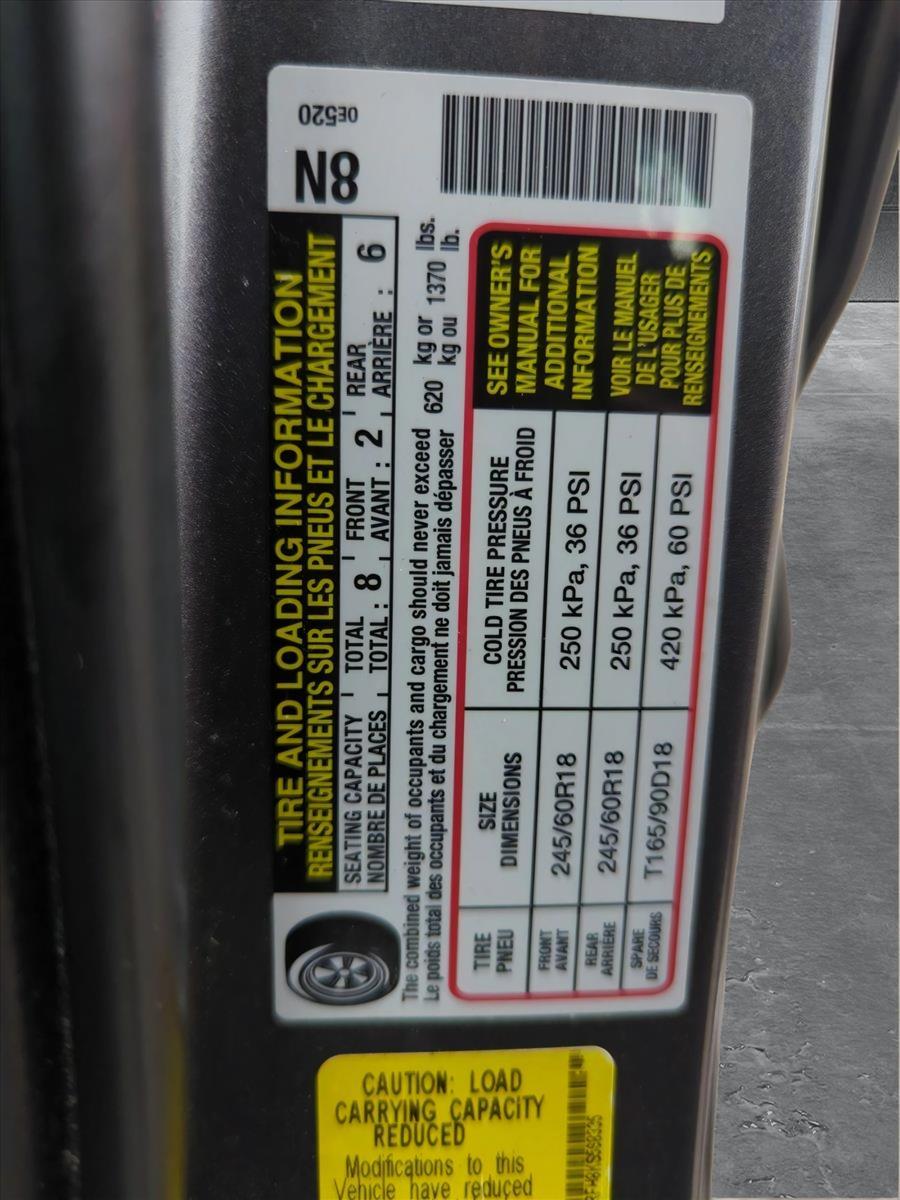 TIRE AND LOADING INFORMATION
RENSEIGNEMENTS SUR LES PNEUS ET LE CHARGEMENT
8N
0E520
SEATING CAPACITY TOTAL FRONT REAR
NOMBRE DE PLACES TOTAL : 8 AVANT : 2 ARRIÈRE : 6
The combined weight of occupants and cargo should never exceed 620 kg or 1370 lbs.
Le poids total des occupants et du chargement ne doit jamais dépasser kg ou lb.
TIRE SIZE COLD TIRE PRESSURE
PNEU DIMENSIONS PRESSION DES PNEUS À FROID
FRONT
AVANT 245/60R18 250 kPa, 36 PSI
REAR
ARRIÈRE 245/60R18 250 kPa, 36 PSI
SPARE
DE SECOURS T165/90D18 420 kPa, 60 PSI
SEE OWNER'S
MANUAL FOR
ADDITIONAL
INFORMATION
VOIR LE MANUEL
DE L'USAGER
POUR PLUS DE
RENSEIGNEMENTS
CAUTION: LOAD
CARRYING CAPACITY
REDUCED
Modifications to this
Vehicle have reduced